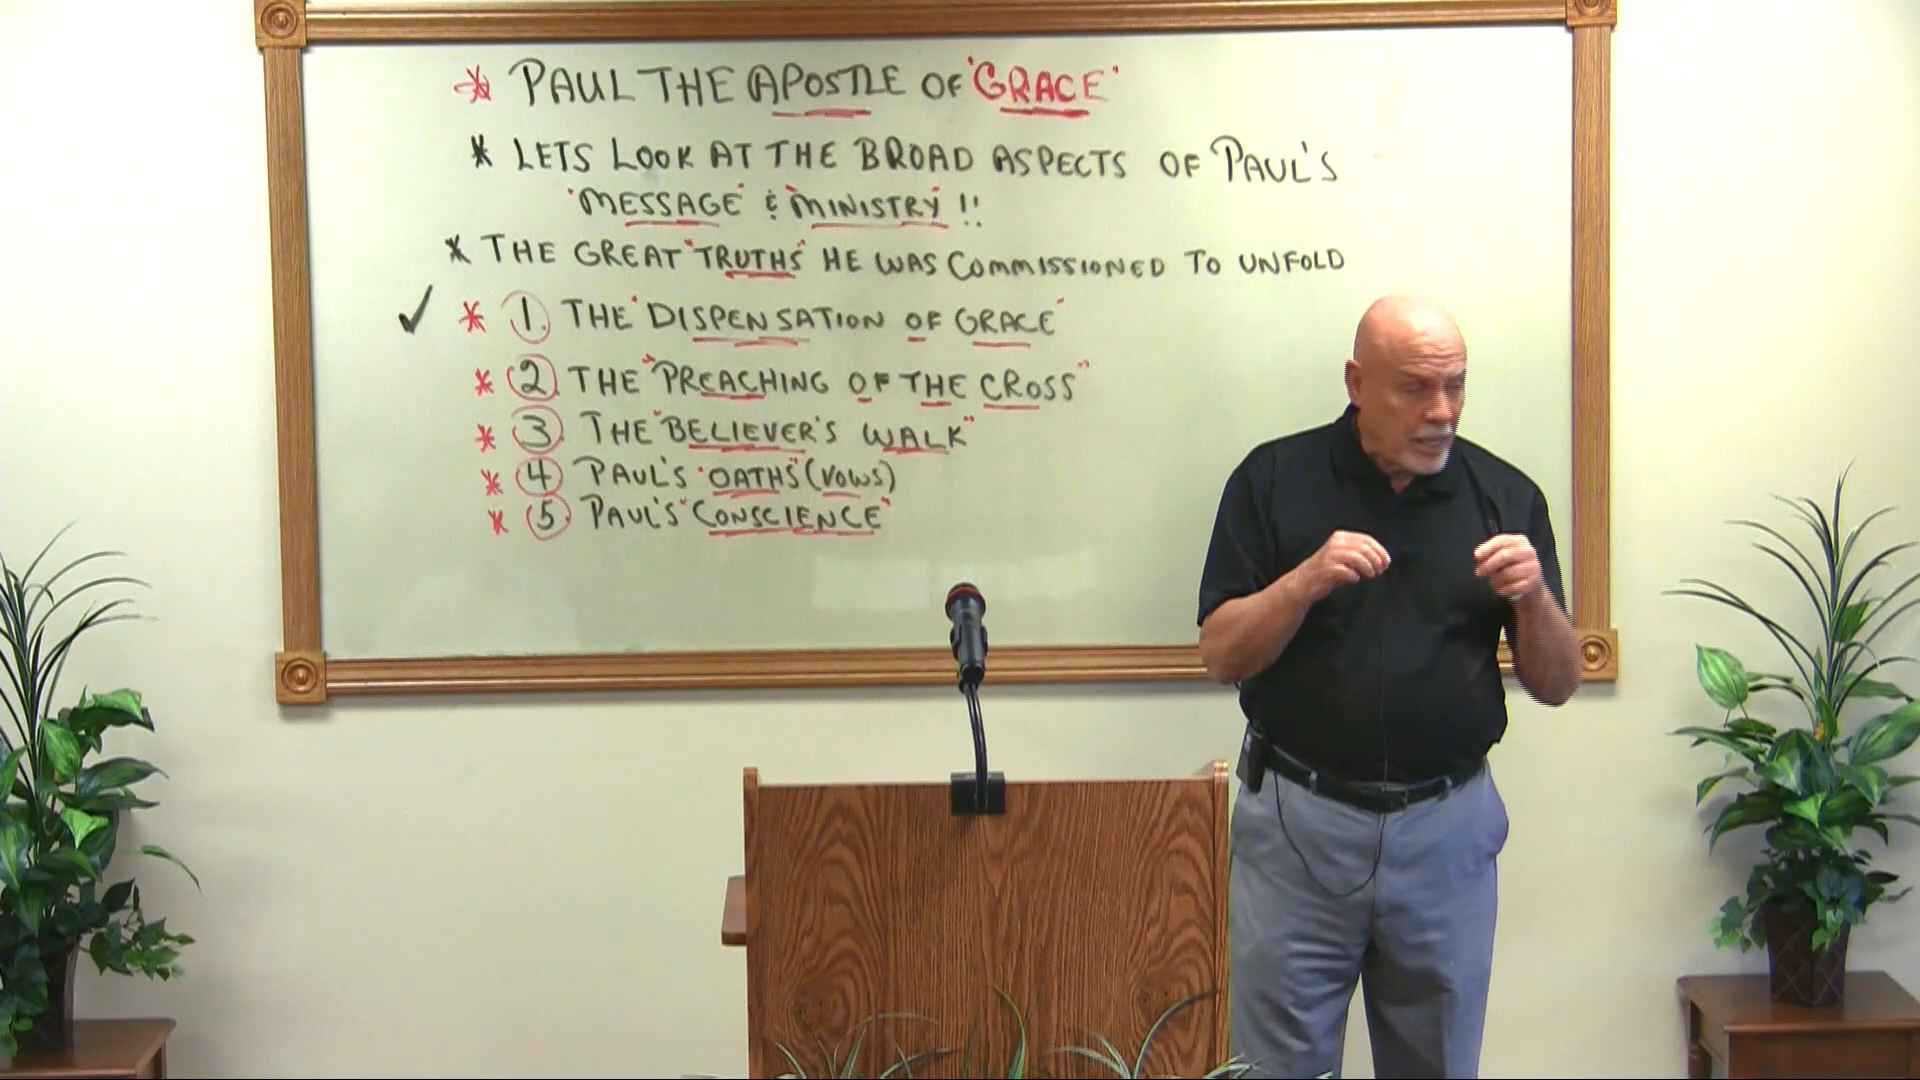 * PAUL THE APOSTLE OF "GRACE"
* LETS LOOK AT THE BROAD ASPECTS OF PAUL'S
"MESSAGE" & "MINISTRY" !!
* THE GREAT "TRUTHS" HE WAS COMMISSIONED TO UNFOLD
✓ * 1. THE "DISPENSATION OF GRACE"
* 2. THE "PREACHING OF THE CROSS"
* 3. THE "BELIEVER'S WALK"
* 4. PAUL'S "OATHS" (VOWS)
* 5. PAUL'S "CONSCIENCE"